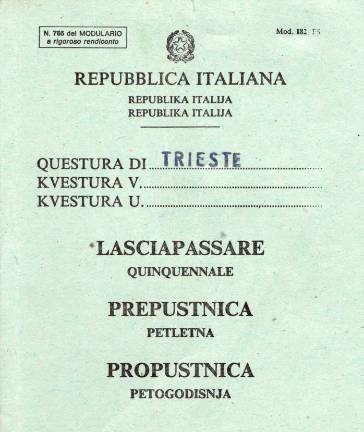 N. 766 del MODULARIO
a rigoroso rendiconto
Mod. 182
REPUBBLICA ITALIANA
REPUBLIKA ITALIJA
REPUBLIKA ITALIJA
QUESTURA DI TRIESTE
KVESTURA V.
KVESTURA U.
LASCIAPASSARE
QUINQUENNALE
PREPUSTNICA
PETLETNA
PROPUSTNICA
PETOGODISNJA